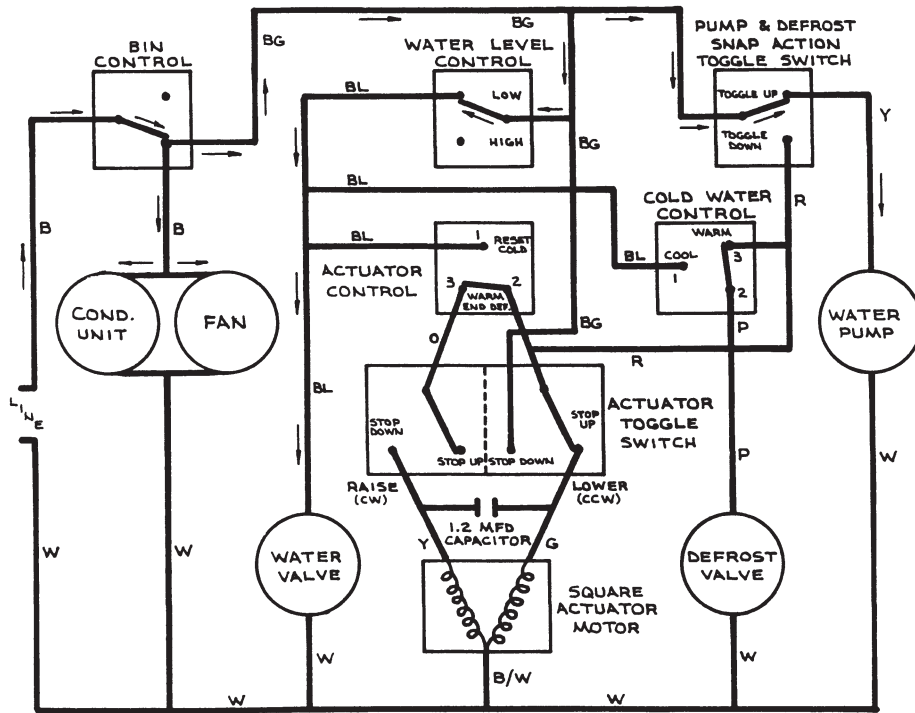 BG
BG
BIN
CONTROL
WATER LEVEL
CONTROL
PUMP & DEFROST
SNAP ACTION
TOGGLE SWITCH
BL
LOW
HIGH
TOGGLE UP
TOGGLE
DOWN
Y
BG
BL
R
COLD WATER
CONTROL
B
B
BL
1
RESET
COLD
WARM
3
BL
COOL
1
2
ACTUATOR
CONTROL
3
2
WARM
END DEF.
COND.
UNIT
FAN
O
BG
P
WATER
PUMP
R
LINE
BL
STOP
DOWN
STOP
UP
STOP UP
STOP DOWN
ACTUATOR
TOGGLE
SWITCH
RAISE
(CW)
LOWER
(CCW)
P
W
1.2 MFD
CAPACITOR
Y
G
W
W
WATER
VALVE
DEFROST
VALVE
SQUARE
ACTUATOR
MOTOR
W
B/W
W
W
W
W